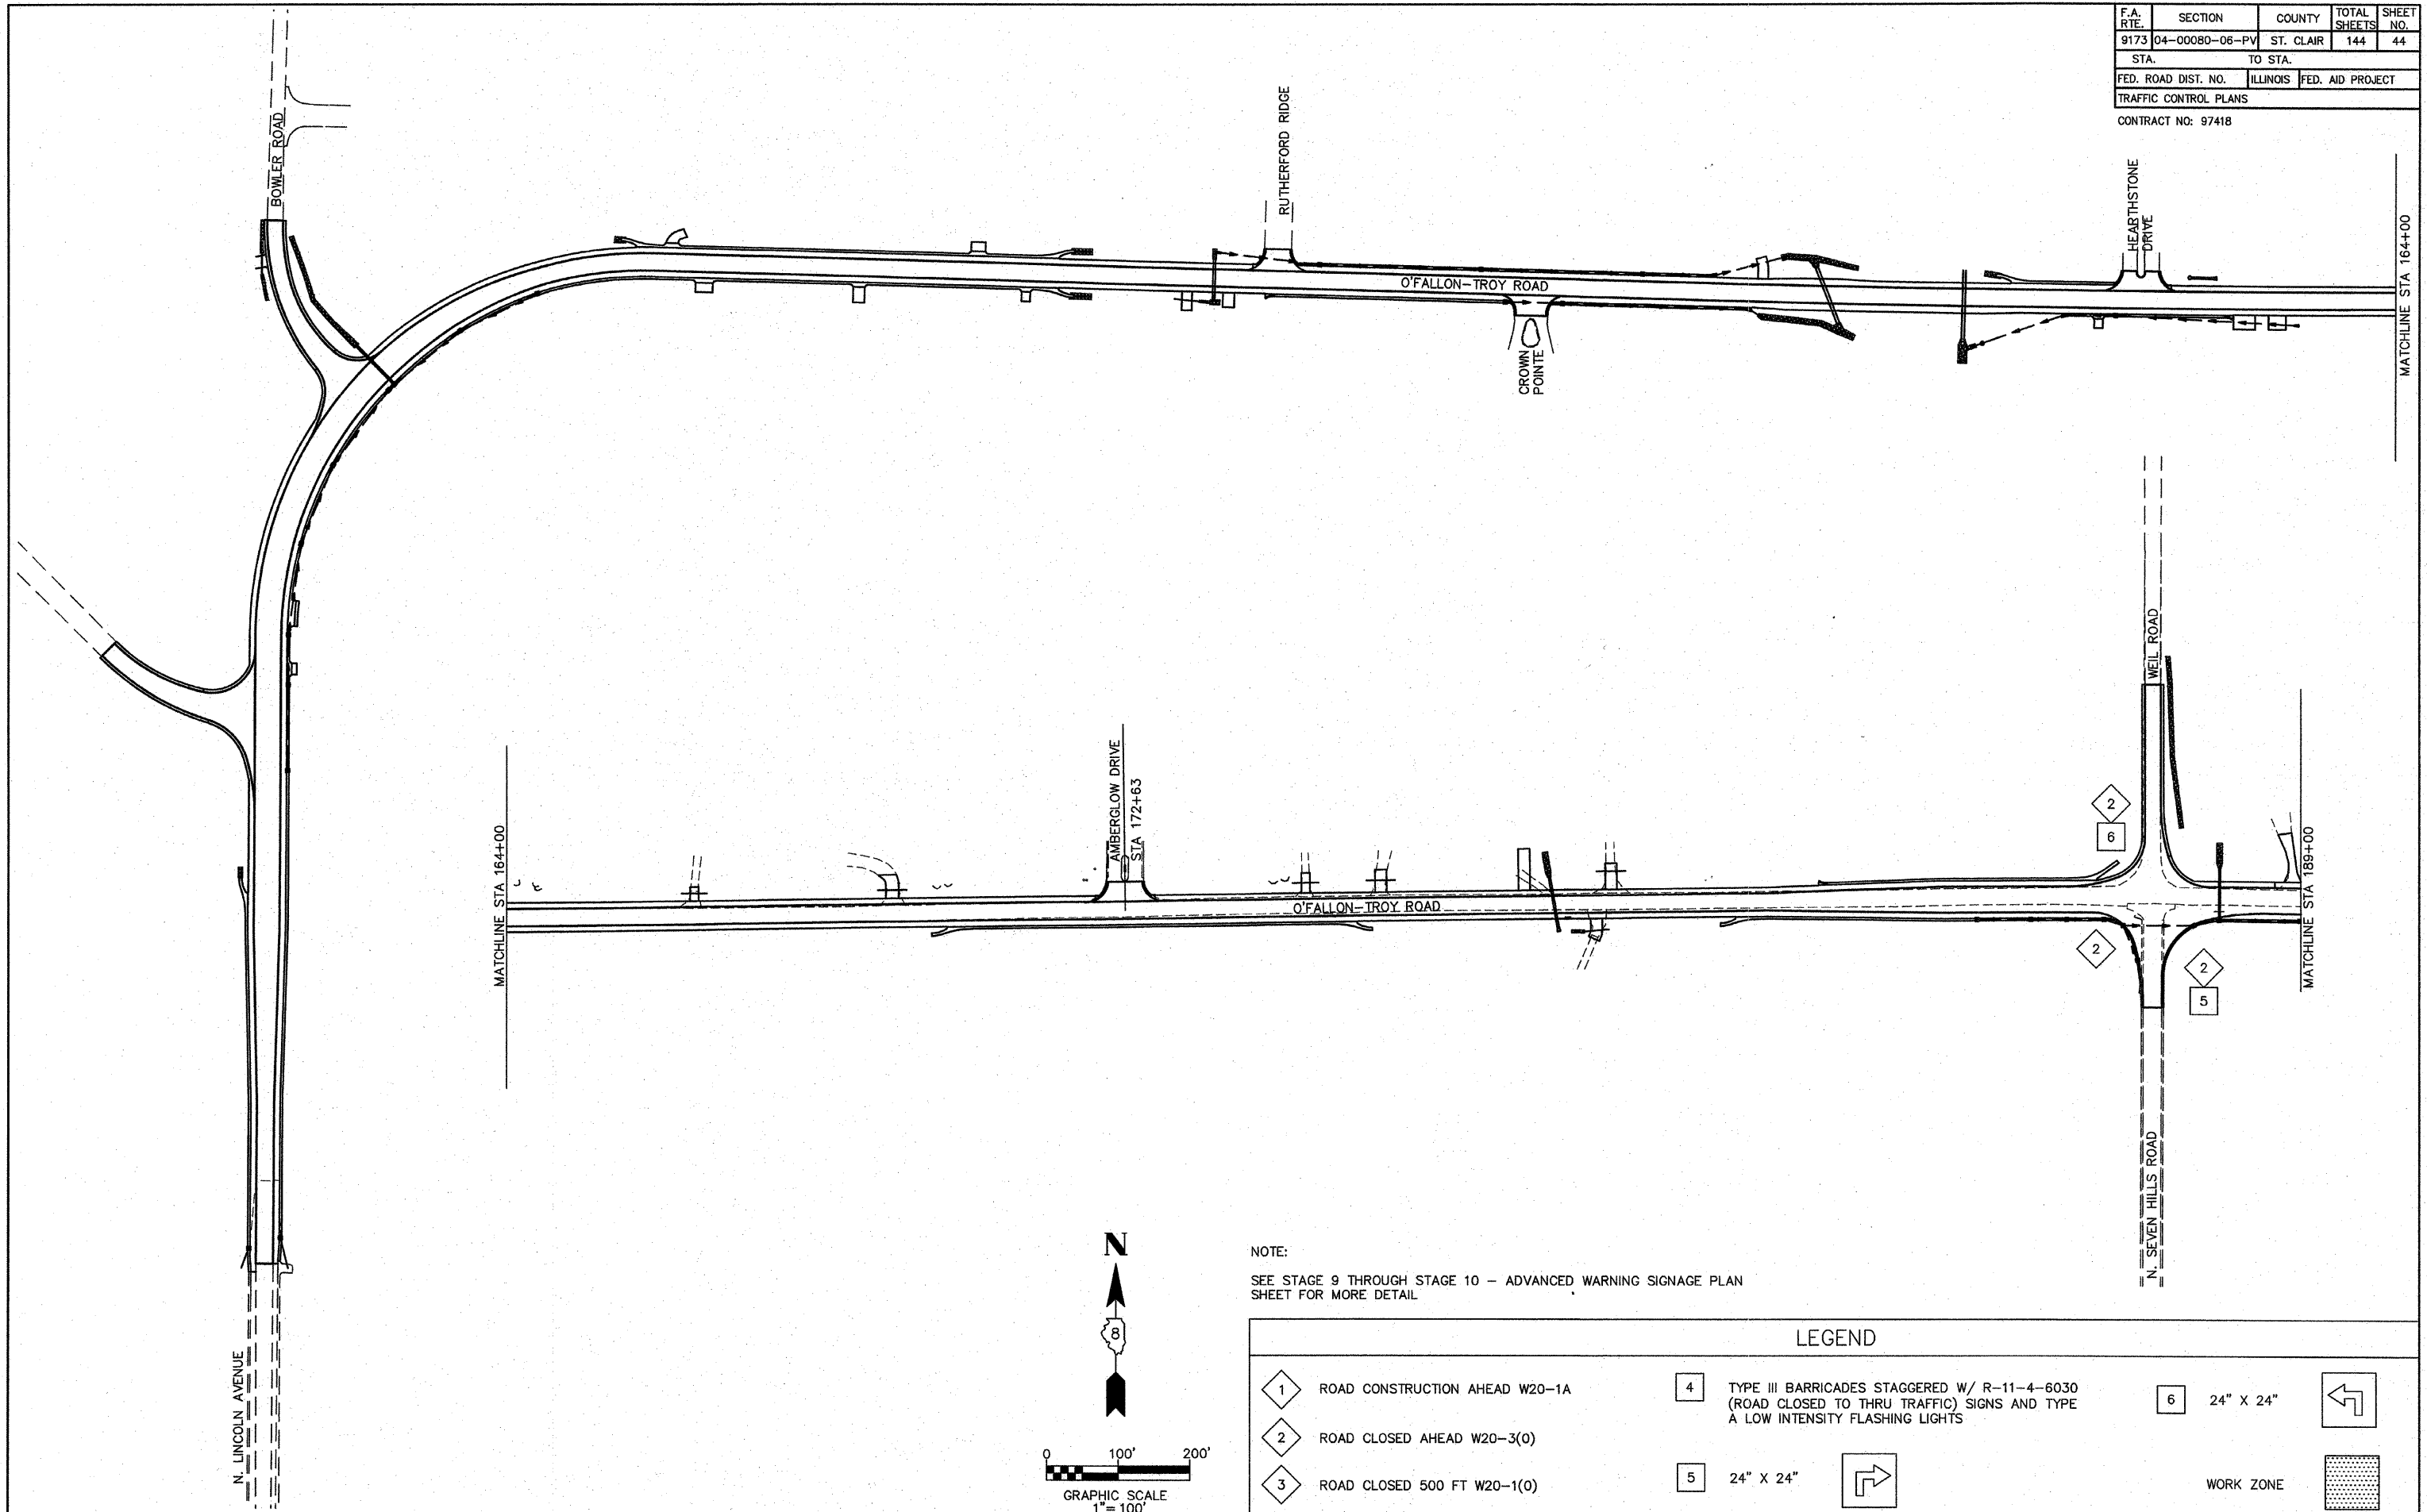 F.A. RTE. SECTION COUNTY TOTAL SHEETS SHEET NO.
9173 04-00080-06-PV ST. CLAIR 144 44
STA. TO STA.
FED. ROAD DIST. NO. ILLINOIS FED. AID PROJECT
TRAFFIC CONTROL PLANS
CONTRACT NO: 97418
BOWLER ROAD
RUTHERFORD RIDGE
HEARTHSTONE
DRIVE
MATCHLINE STA 164+00
O'FALLON-TROY ROAD
CROWN
POINTE
WEIL ROAD
AMBERGLOW DRIVE
STA 172+63
MATCHLINE STA 164+00
O'FALLON-TROY ROAD
2
6
2
2
5
MATCHLINE STA 189+00
N. SEVEN HILLS ROAD
N. LINCOLN AVENUE
N
8
0 100' 200'
GRAPHIC SCALE
1"= 100'
NOTE:
SEE STAGE 9 THROUGH STAGE 10 - ADVANCED WARNING SIGNAGE PLAN
SHEET FOR MORE DETAIL
LEGEND
1 ROAD CONSTRUCTION AHEAD W20-1A
2 ROAD CLOSED AHEAD W20-3(0)
3 ROAD CLOSED 500 FT W20-1(0)
4 TYPE III BARRICADES STAGGERED W/ R-11-4-6030
(ROAD CLOSED TO THRU TRAFFIC) SIGNS AND TYPE
A LOW INTENSITY FLASHING LIGHTS
5 24" X 24"
6 24" X 24"
WORK ZONE